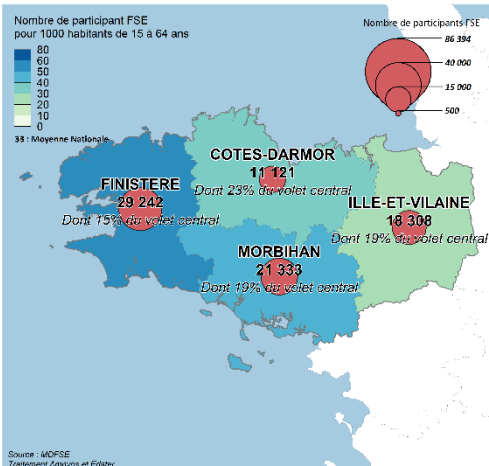 Nombre de participant FSE
pour 1000 habitants de 15 à 64 ans
80
60
50
40
30
20
10
0
33 : Moyenne Nationale
Nombre de participants FSE
86 394
40 000
15 000
500
COTES-DARMOR
11 121
Dont 23% du volet central
FINISTERE
29 242
Dont 15% du volet central
ILLE-ET-VILAINE
18 308
Dont 19% du volet central
MORBIHAN
21 333
Dont 19% du volet central
Source : MDFSE
Traitement Amnyos et Edater